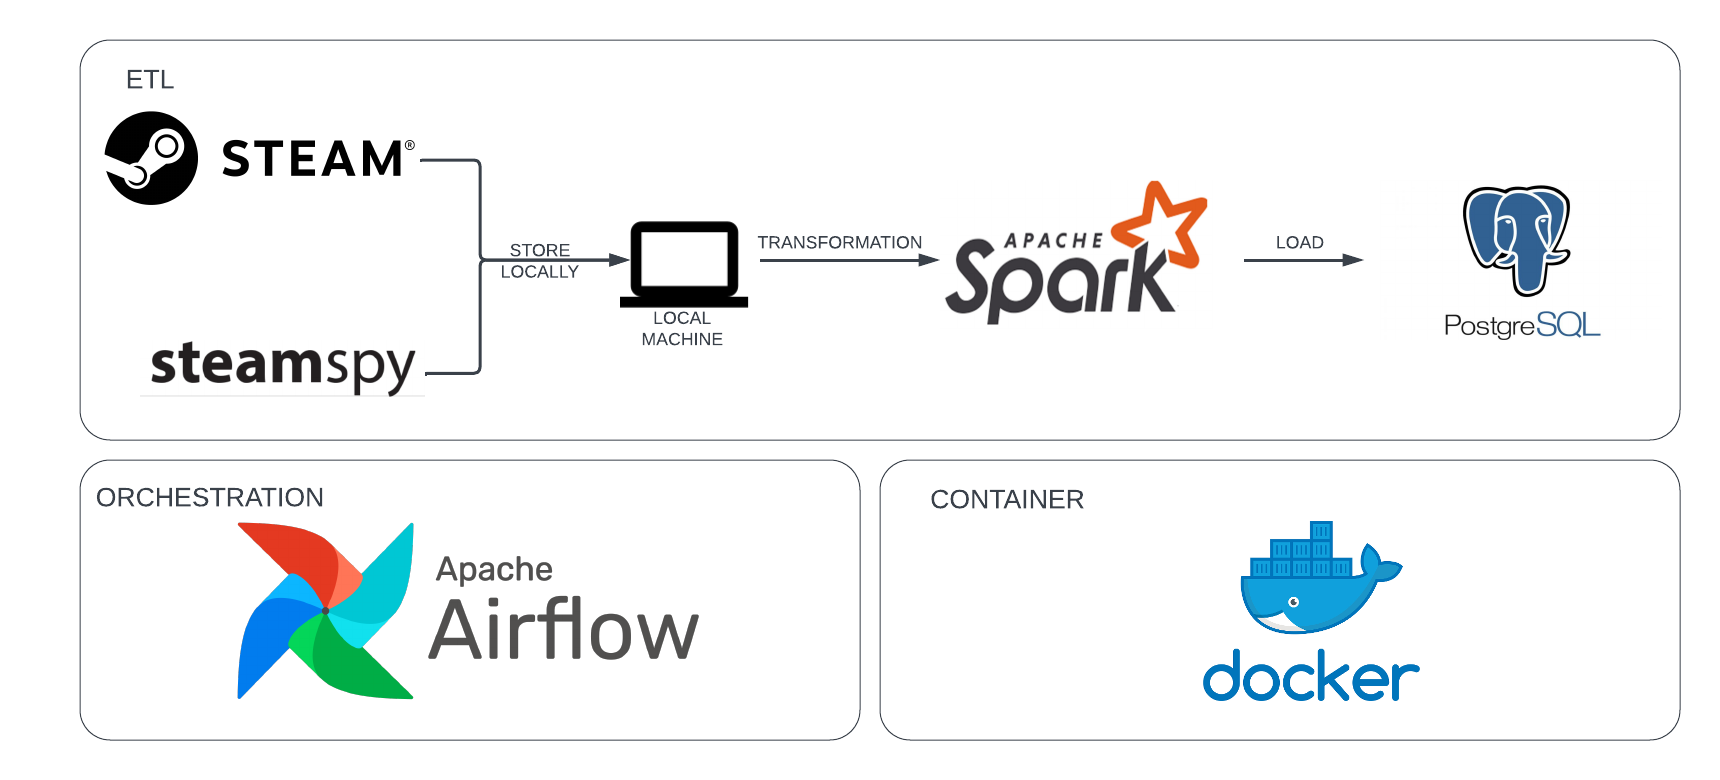 ETL
STEAM®
STORE
LOCALLY
steamspy
LOCAL
MACHINE
TRANSFORMATION
APACHE
Spark
LOAD
PostgreSQL
ORCHESTRATION
Apache
Airflow
CONTAINER
docker